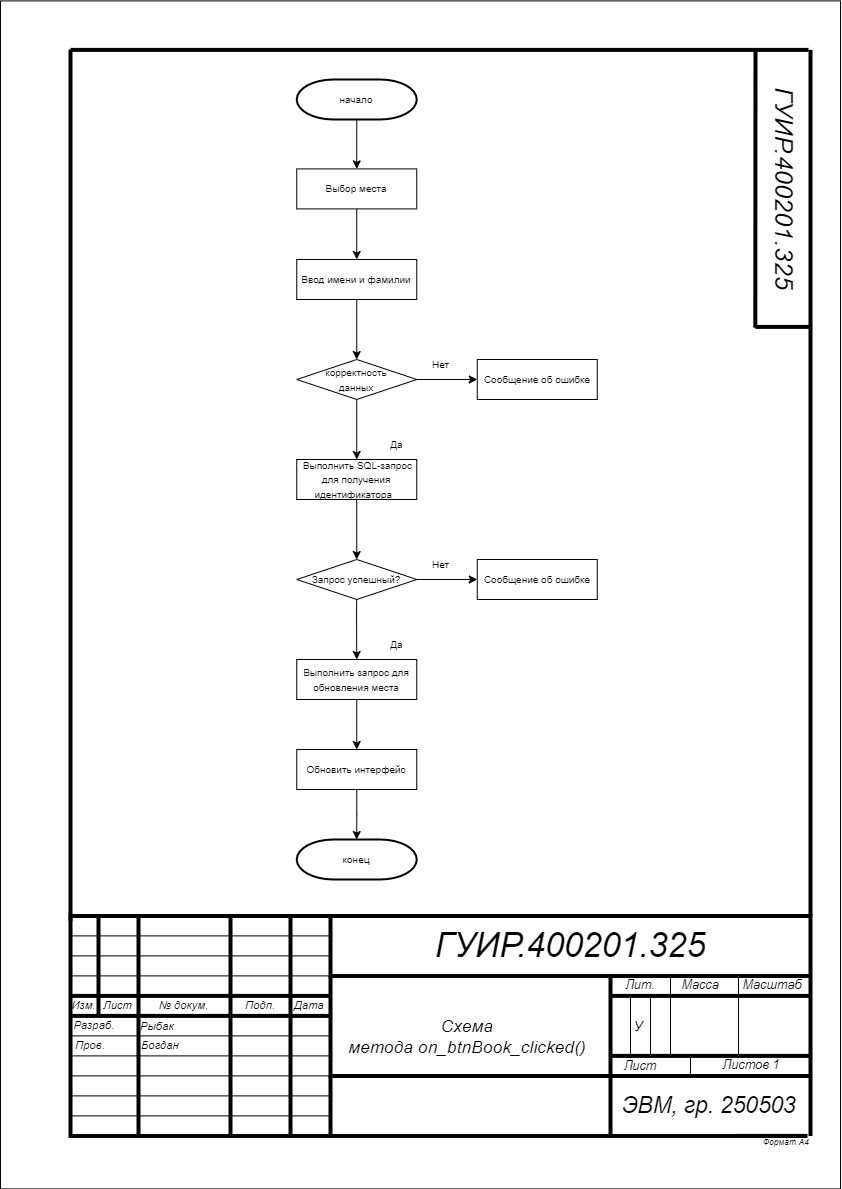 ГУИР.400201.325
начало
Выбор места
Ввод имени и фамилии
корректность
данных
Нет
Сообщение об ошибке
Да
Выполнить SQL-запрос
для получения
идентификатора
Запрос успешный?
Нет
Сообщение об ошибке
Да
Выполнить запрос для
обновления места
Обновить интерфейс
конец
ГУИР.400201.325
Изм. Лист № докум. Подп. Дата
Разраб. Рыбак
Пров. Богдан
Схема
метода on_btnBook_clicked()
Лит. Масса Масштаб
У
Лист Листов 1
ЭВМ, гр. 250503
Формат А4